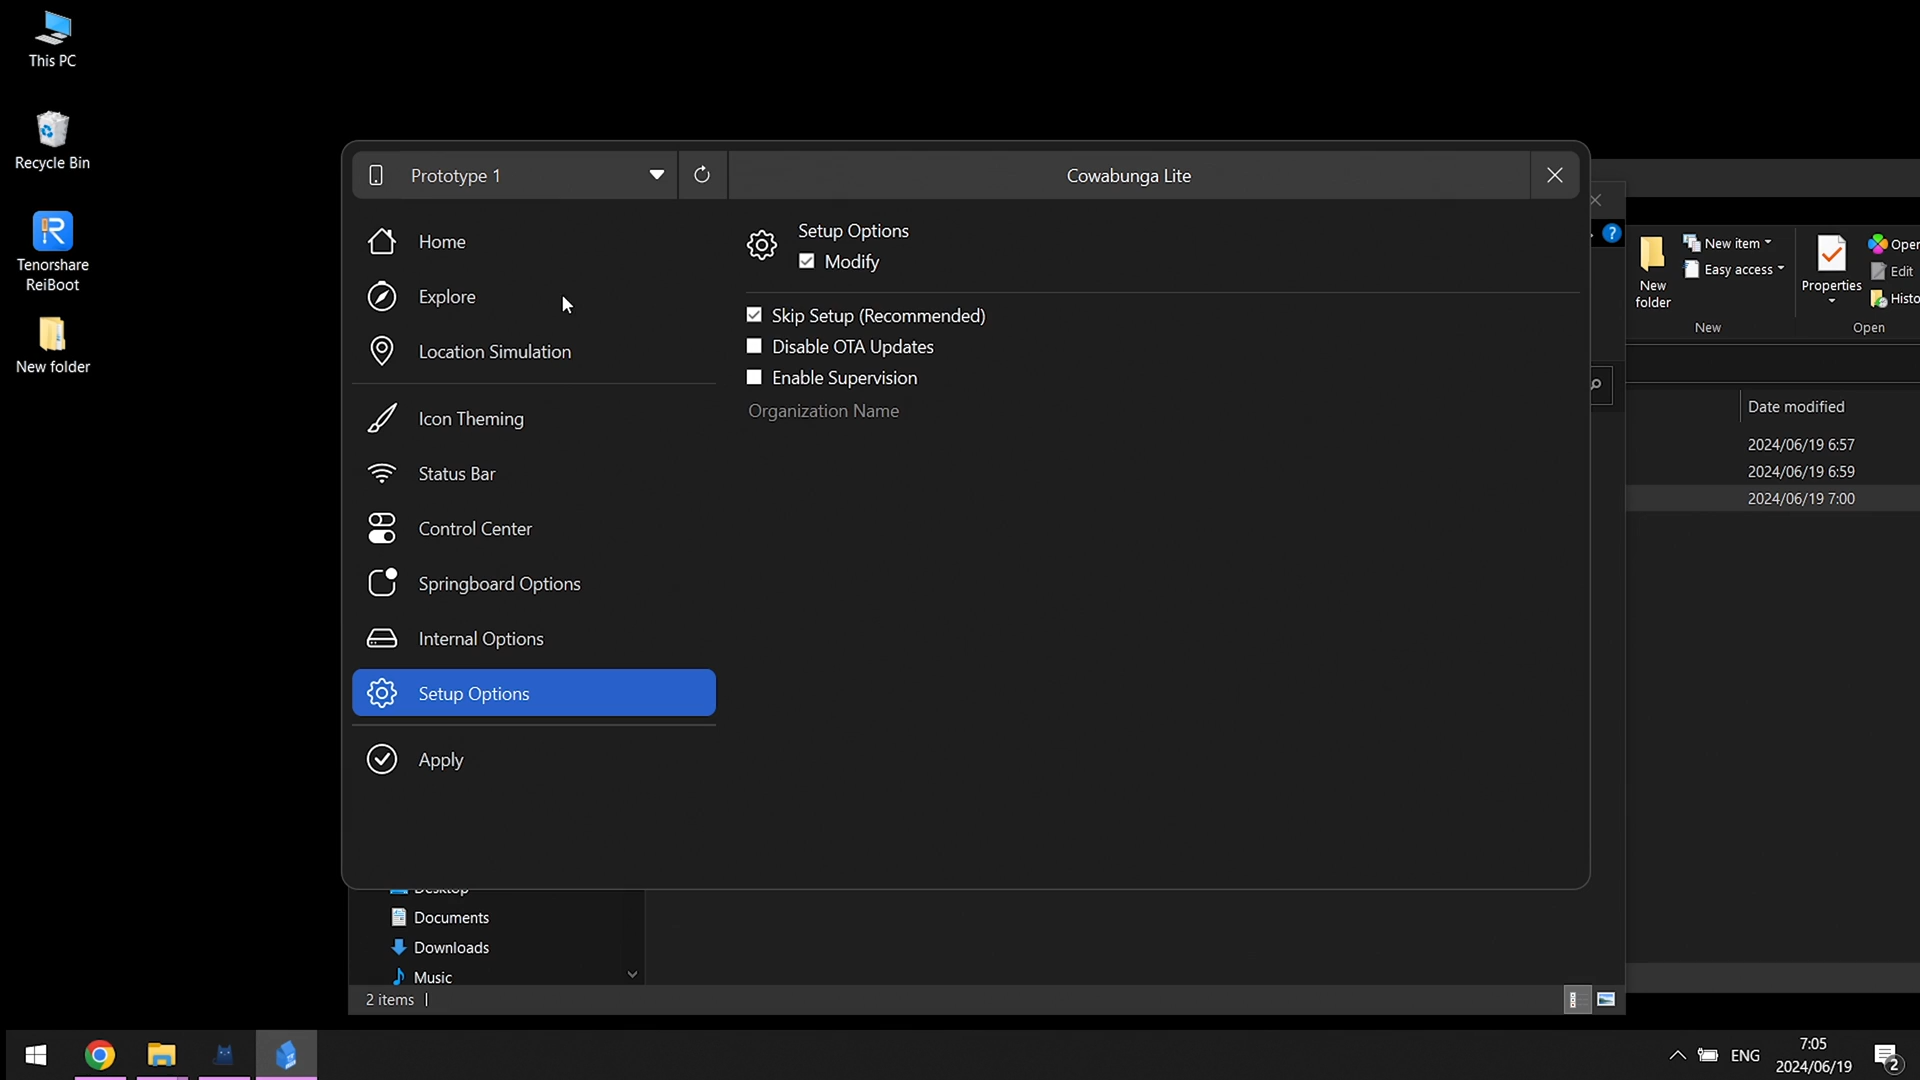 This PC
Recycle Bin
Tenorshare
ReiBoot
New folder
Prototype 1
Cowabunga Lite
Home
Explore
Location Simulation
Icon Theming
Status Bar
Control Center
Springboard Options
Internal Options
Setup Options
Apply
Setup Options
Modify
Skip Setup (Recommended)
Disable OTA Updates
Enable Supervision
Organization Name
New
folder
New item
Easy access
New
Properties
Edit
Open
Date modified
2024/06/19 6:57
2024/06/19 6:59
2024/06/19 7:00
Desktop
Documents
Downloads
Music
2 items
ENG
7:05
2024/06/19
2